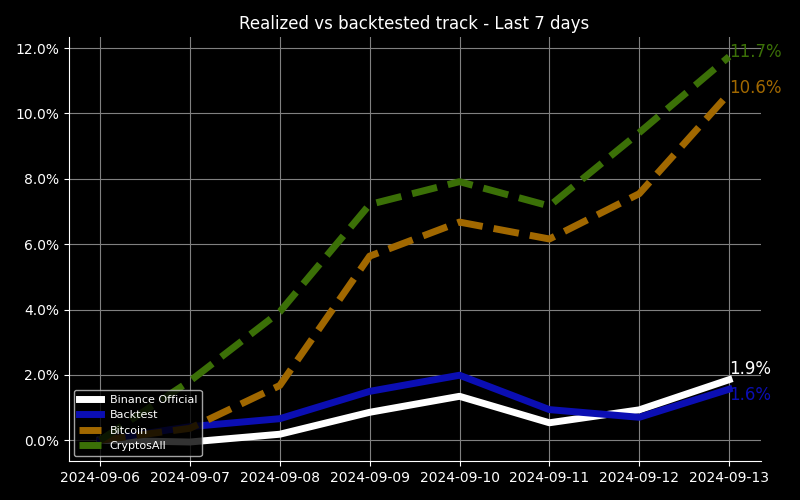 Realized vs backtested track - Last 7 days
12.0%
11.7%
10.6%
10.0%
8.0%
6.0%
4.0%
2.0%
1.9%
1.6%
0.0%
Binance Official
Backtest
Bitcoin
CryptosAll
2024-09-06 2024-09-07 2024-09-08 2024-09-09 2024-09-10 2024-09-11 2024-09-12 2024-09-13